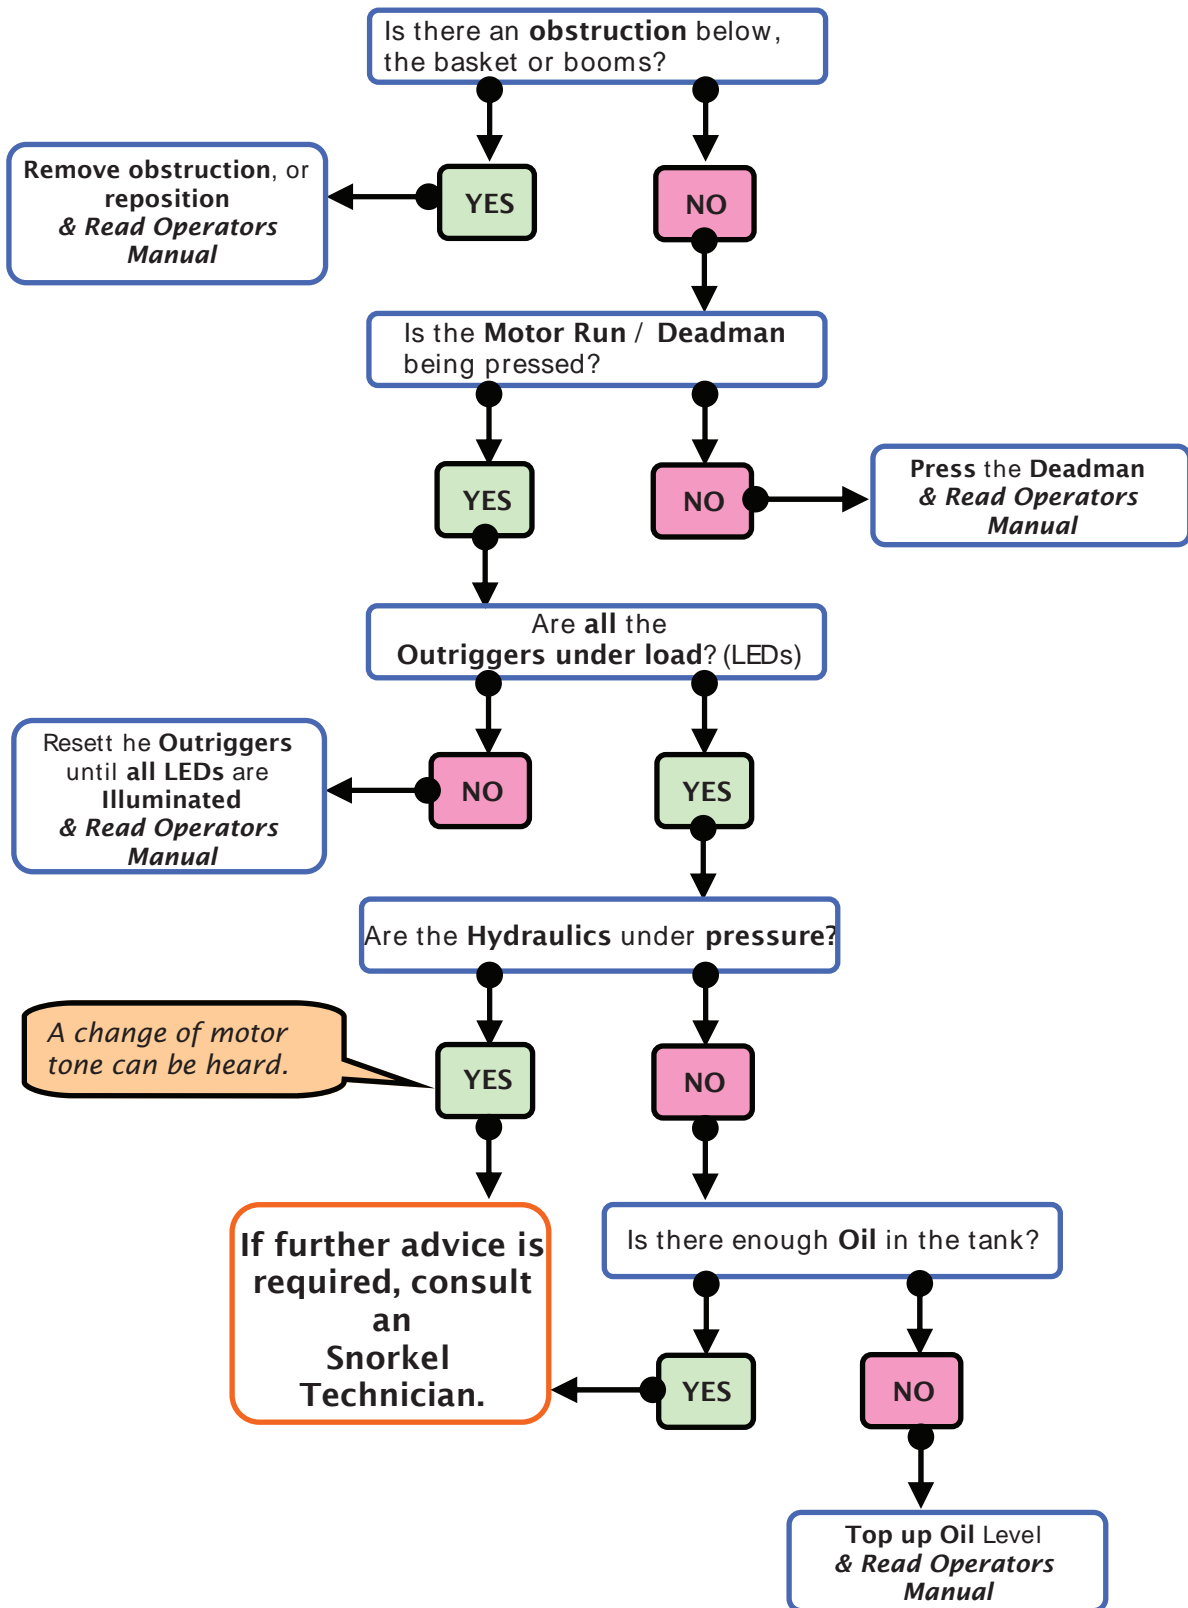 Is there an obstruction below,
the basket or booms?
Remove obstruction, or
reposition
& Read Operators
Manual
YES
NO
Is the Motor Run / Deadman
being pressed?
YES
NO
Press the Deadman
& Read Operators
Manual
Are all the
Outriggers under load? (LEDs)
Resett he Outriggers
until all LEDs are
Illuminated
& Read Operators
Manual
NO
YES
Are the Hydraulics under pressure?
A change of motor
tone can be heard.
YES
NO
If further advice is
required, consult
an
Snorkel
Technician.
Is there enough Oil in the tank?
YES
NO
Top up Oil Level
& Read Operators
Manual